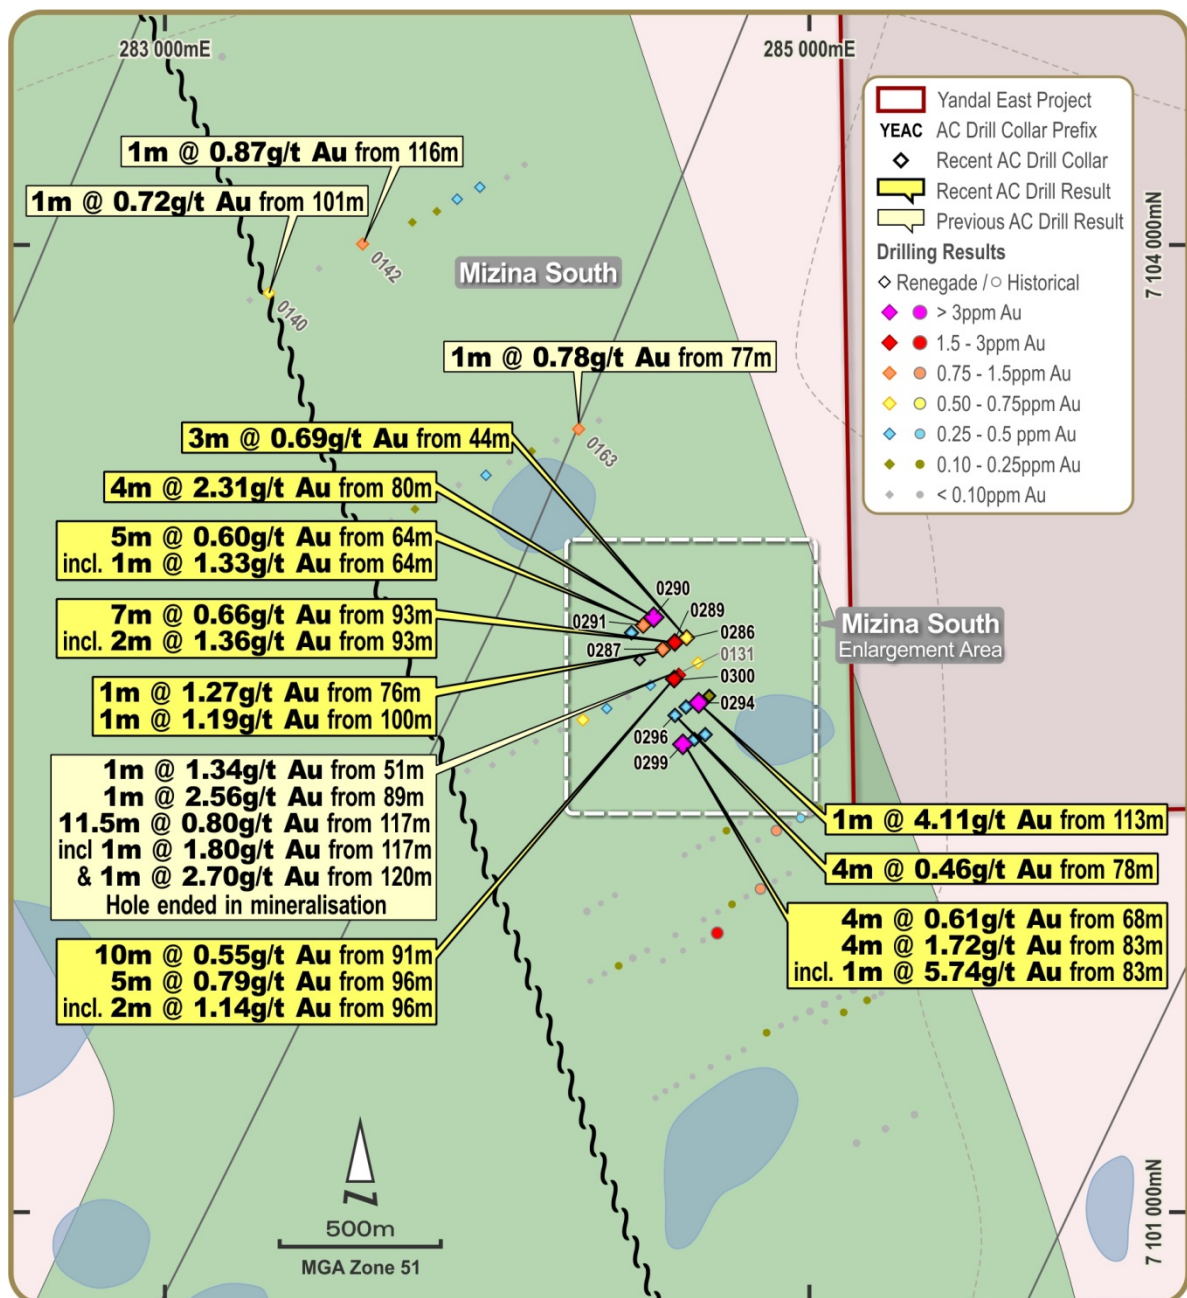 283 000mE
285 000mE
Yandal East Project
YEAC AC Drill Collar Prefix
Recent AC Drill Collar
Recent AC Drill Result
Previous AC Drill Result
Drilling Results
Renegade / Historical
> 3ppm Au
1.5 - 3ppm Au
0.75 - 1.5ppm Au
0.50 - 0.75ppm Au
0.25 - 0.5 ppm Au
0.10 - 0.25ppm Au
< 0.10ppm Au
7 104 000mN
1m @ 0.87g/t Au from 116m
1m @ 0.72g/t Au from 101m
0142
0140
Mizina South
1m @ 0.78g/t Au from 77m
0163
3m @ 0.69g/t Au from 44m
4m @ 2.31g/t Au from 80m
5m @ 0.60g/t Au from 64m
incl. 1m @ 1.33g/t Au from 64m
7m @ 0.66g/t Au from 93m
incl. 2m @ 1.36g/t Au from 93m
1m @ 1.27g/t Au from 76m
1m @ 1.19g/t Au from 100m
1m @ 1.34g/t Au from 51m
1m @ 2.56g/t Au from 89m
11.5m @ 0.80g/t Au from 117m
incl 1m @ 1.80g/t Au from 117m
& 1m @ 2.70g/t Au from 120m
Hole ended in mineralisation
10m @ 0.55g/t Au from 91m
5m @ 0.79g/t Au from 96m
incl. 2m @ 1.14g/t Au from 96m
0290
0289
0291
0286
0287
0131
0300
0294
0296
0299
Mizina South
Enlargement Area
1m @ 4.11g/t Au from 113m
4m @ 0.46g/t Au from 78m
4m @ 0.61g/t Au from 68m
4m @ 1.72g/t Au from 83m
incl. 1m @ 5.74g/t Au from 83m
N
500m
MGA Zone 51
7 101 000mN